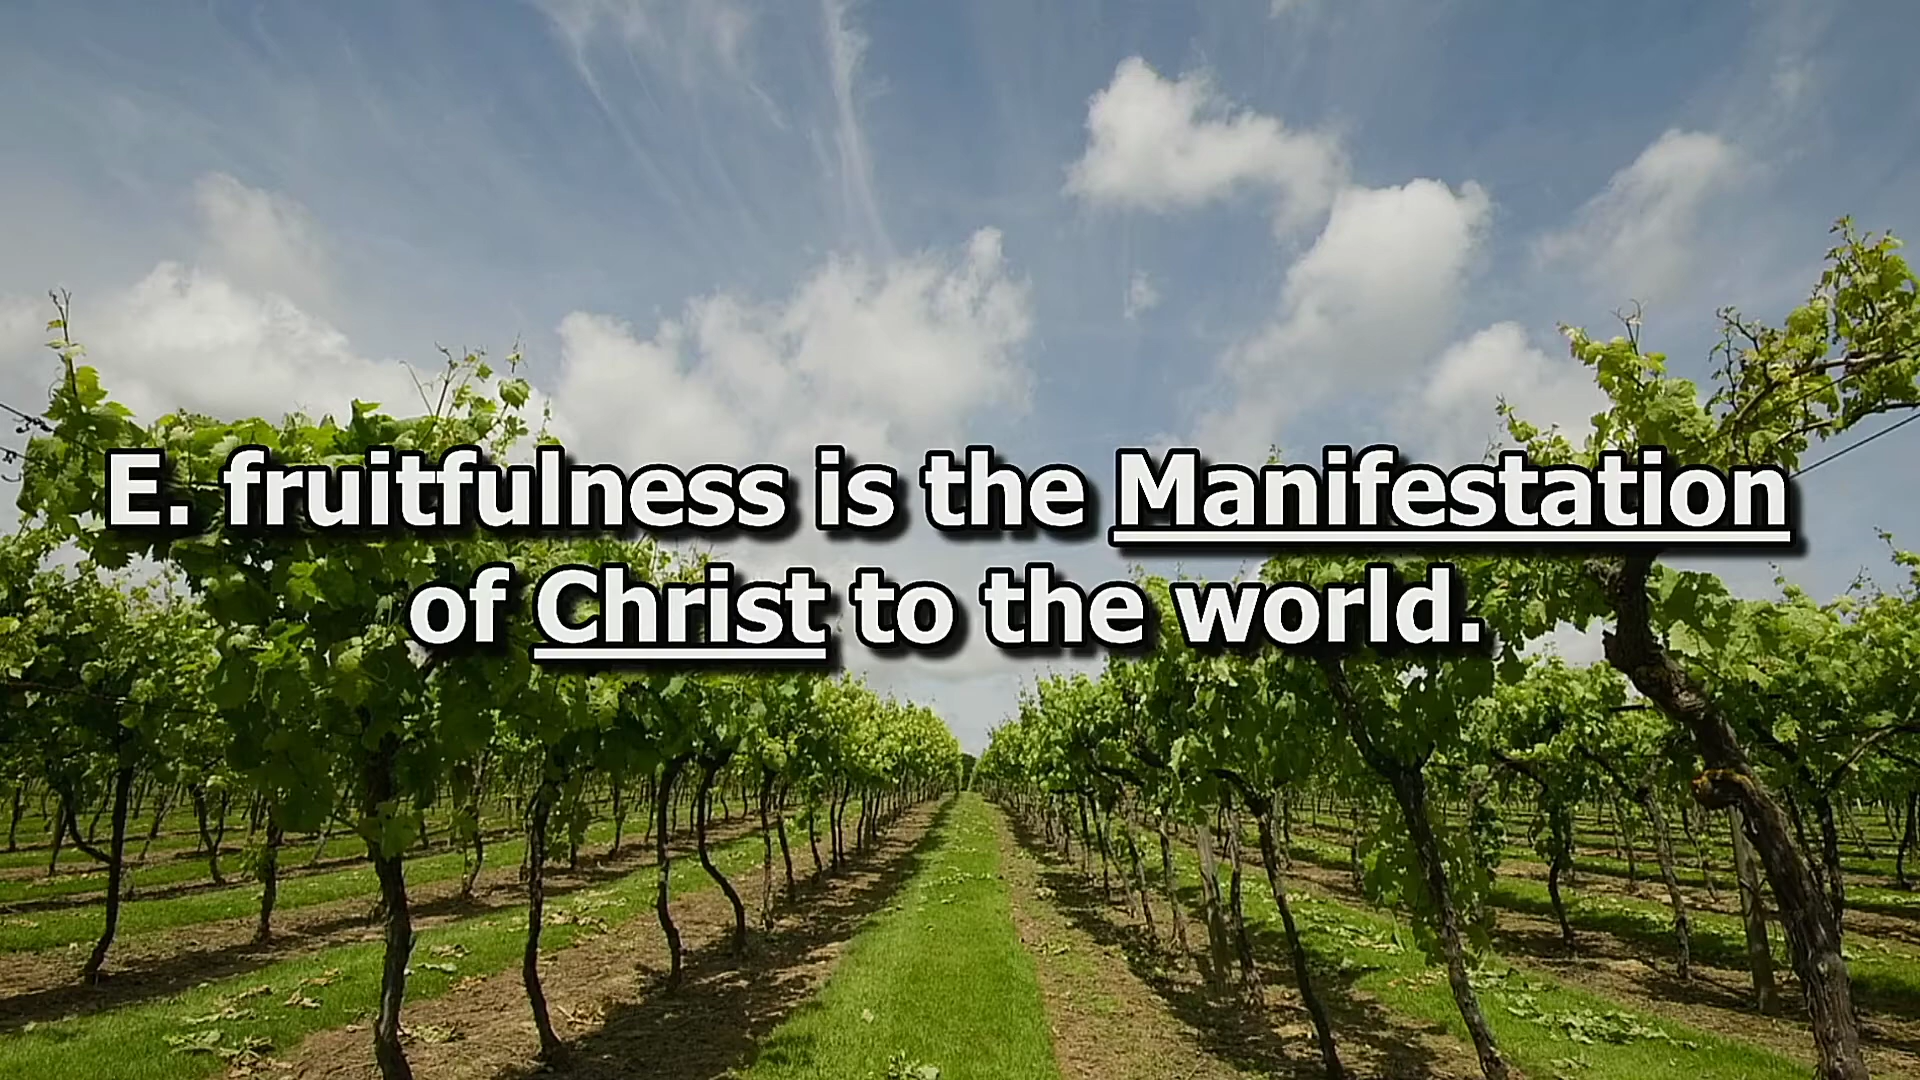 E. fruitfulness is the Manifestation
of Christ to the world.